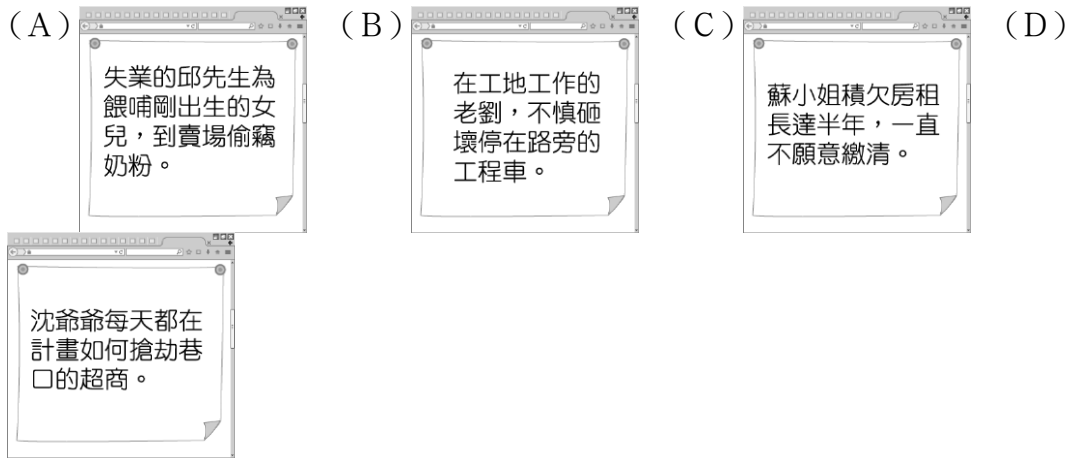 (A)
失業的邱先生為
餵哺剛出生的女
兒，到賣場偷竊
奶粉。
(B)
在工地工作的
老劉，不慎砸
壞停在路旁的
工程車。
(C)
蘇小姐積欠房租
長達半年，一直
不願意繳清。
(D)
沈爺爺每天都在
計畫如何搶劫巷
口的超商。